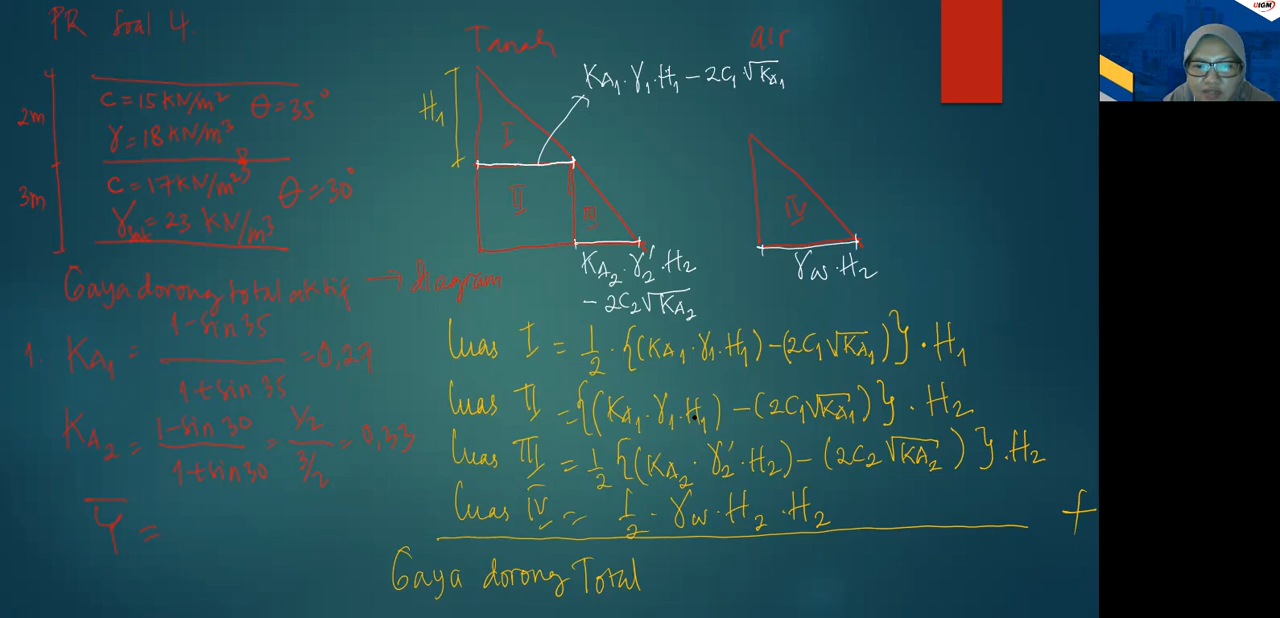 PR Soal 4.
2m
C = 15 KN/m² θ = 35°
γ = 18 KN/m³
3m
C = 17 KN/m² θ = 30°
γsat = 23 KN/m³
Gaya dorong total aktif → diagram
1. KA₁ = (1 - sin 35) / (1 + sin 35) = 0,27
KA₂ = (1 - sin 30) / (1 + sin 30) = (1/2) / (3/2) = 0,33
Ȳ =
Tanah
H₁
I
II
III
KA₁ . γ₁ . H₁ - 2C₁ √KA₁
KA₂ . γ₂' . H₂
- 2C₂ √KA₂
air
IV
γw . H₂
luas I = 1/2 . {(KA₁ . γ₁ . H₁) - (2C₁ √KA₁)} . H₁
luas II = {(KA₁ . γ₁ . H₁) - (2C₁ √KA₁)} . H₂
luas III = 1/2 {(KA₂ . γ₂' . H₂) - (2C₂ √KA₂)} . H₂
luas IV = 1/2 . γw . H₂ . H₂
+
Gaya dorong Total
UIGM